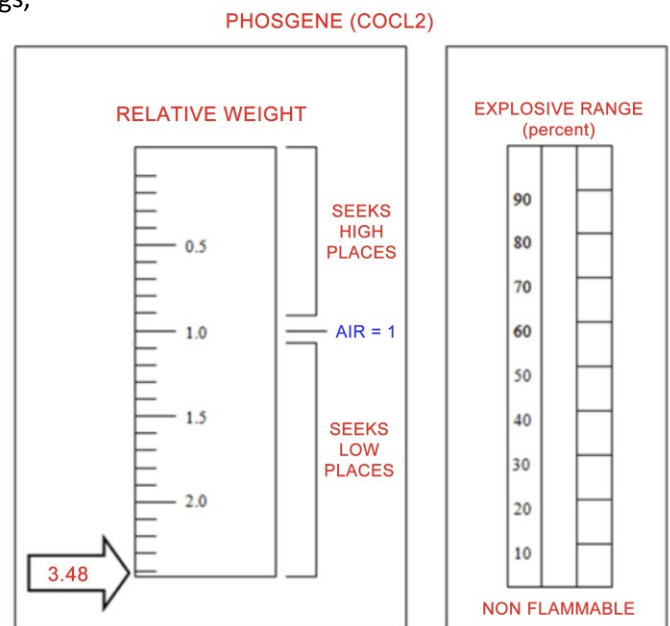 gs,
PHOSGENE (COCL2)
RELATIVE WEIGHT
0.5
1.0
1.5
2.0
SEEKS
HIGH
PLACES
AIR = 1
SEEKS
LOW
PLACES
3.48
EXPLOSIVE RANGE
(percent)
90
80
70
60
50
40
30
20
10
NON FLAMMABLE